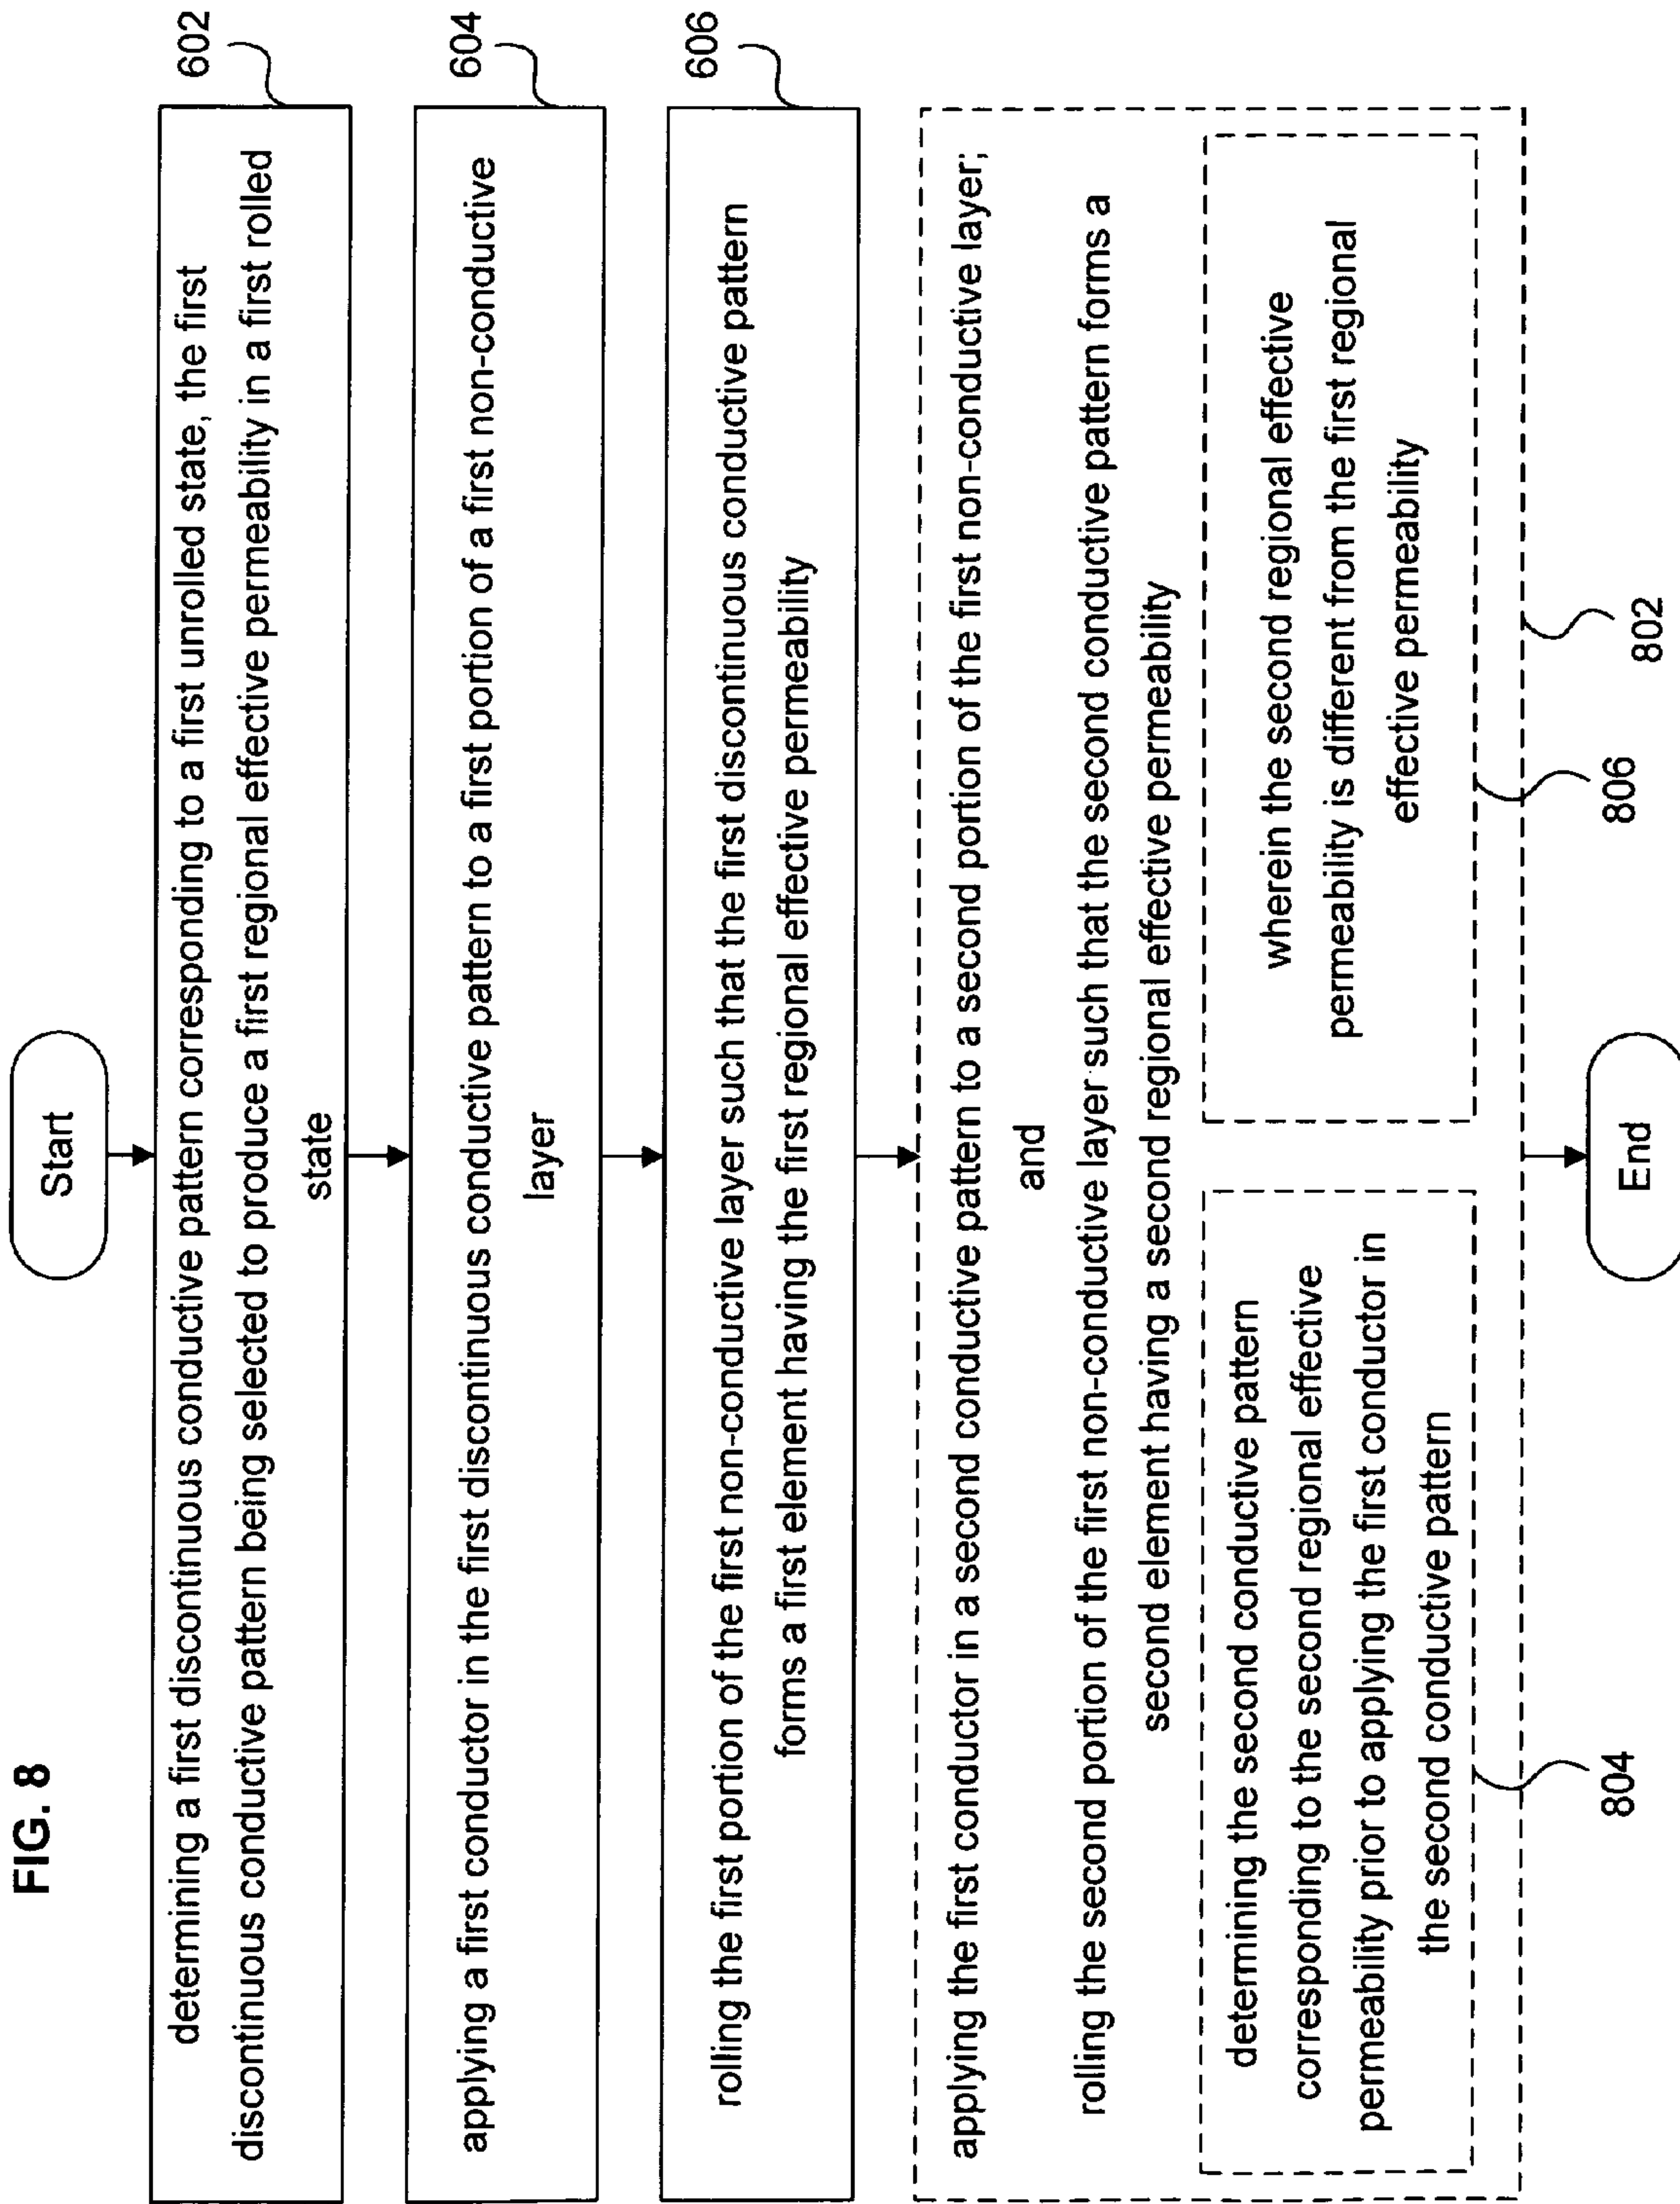 FIG. 8
Start
determining a first discontinuous conductive pattern corresponding to a first unrolled state, the first
discontinuous conductive pattern being selected to produce a first regional effective permeability in a first rolled
state
602
applying a first conductor in the first discontinuous conductive pattern to a first portion of a first non-conductive
layer
604
rolling the first portion of the first non-conductive layer such that the first discontinuous conductive pattern
forms a first element having the first regional effective permeability
606
applying the first conductor in a second conductive pattern to a second portion of the first non-conductive layer;
and
rolling the second portion of the first non-conductive layer such that the second conductive pattern forms a
second element having a second regional effective permeability
determining the second conductive pattern
corresponding to the second regional effective
permeability prior to applying the first conductor in
the second conductive pattern
804
wherein the second regional effective
permeability is different from the first regional
effective permeability
806
802
End